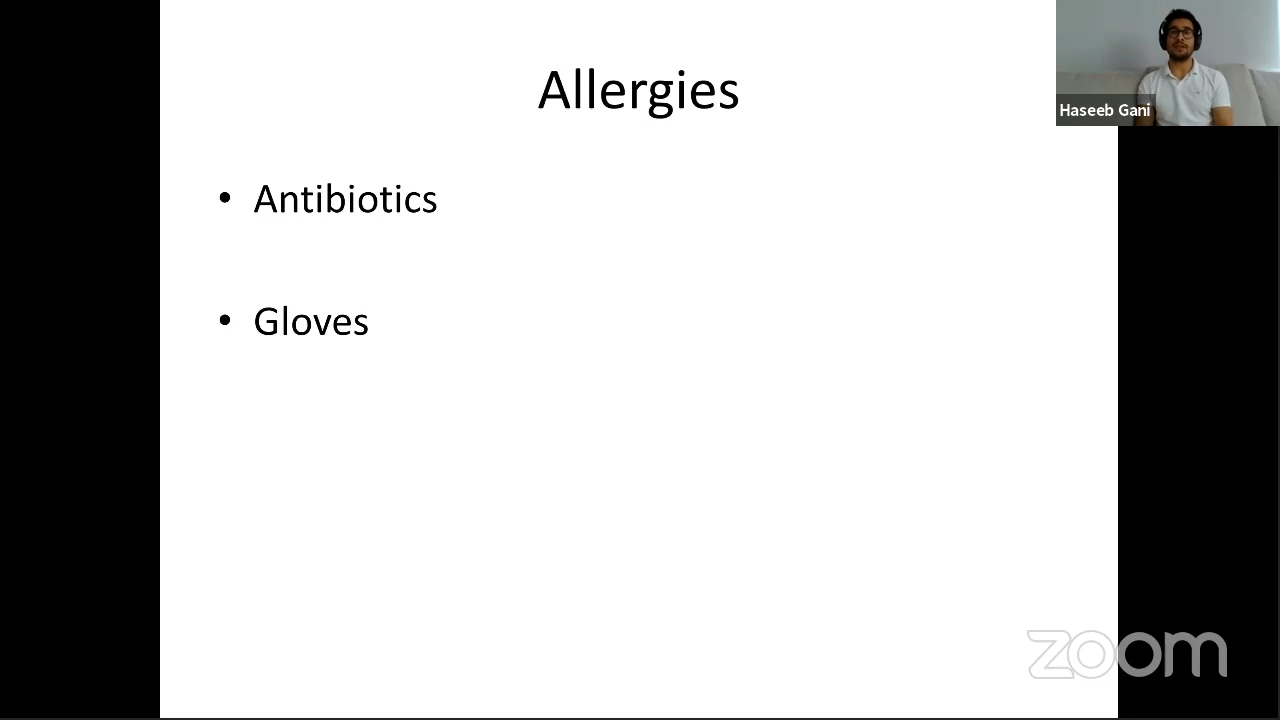 Allergies
Haseeb Gani
• Antibiotics
• Gloves
zoom